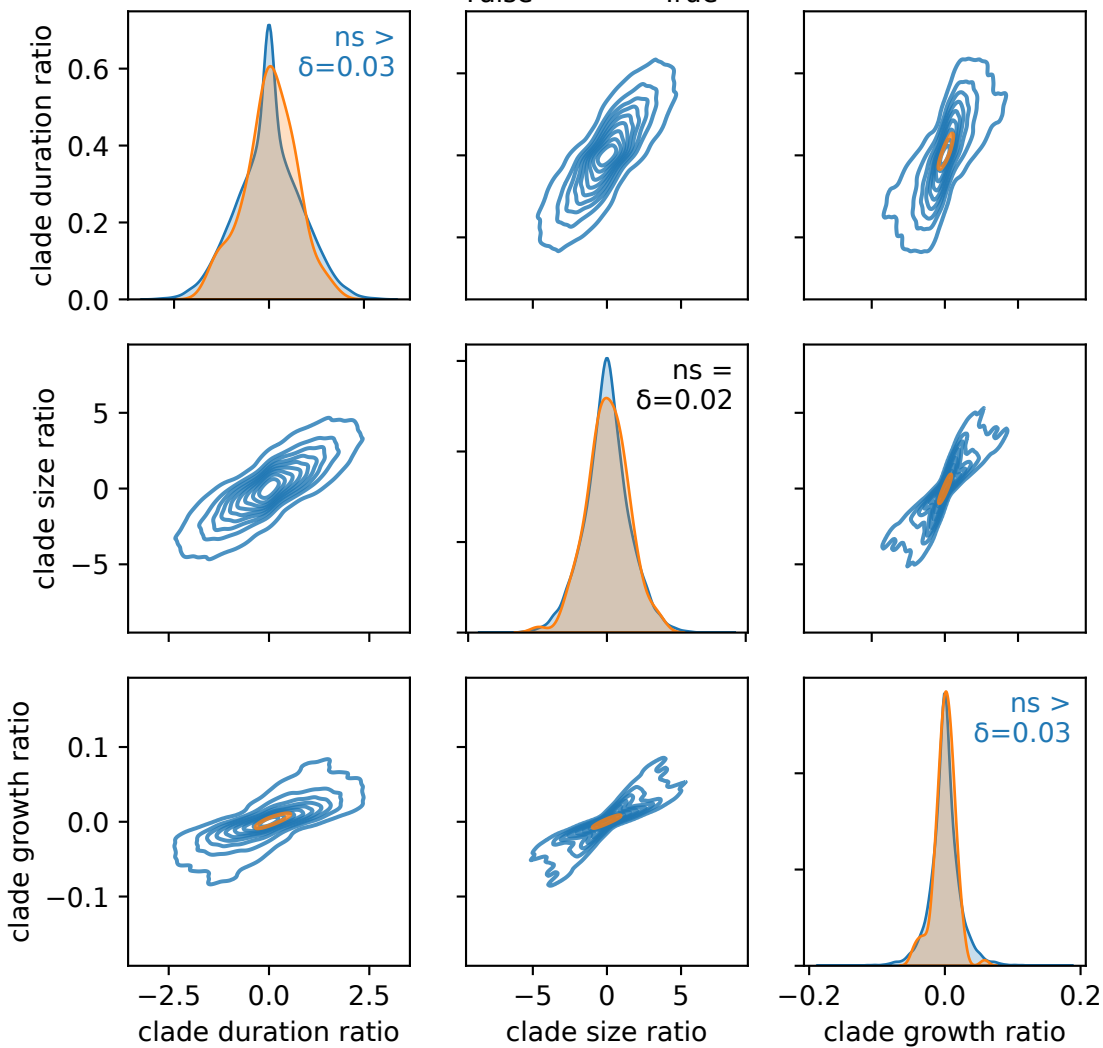 clade duration ratio
0.6
0.4
0.2
0.0
ns >
δ=0.03
−5 0 5
clade size ratio
5
0
−5
ns =
δ=0.02
clade growth ratio
0.1
0.0
−0.1
ns >
δ=0.03
−2.5 0.0 2.5
−5 0 5
−0.2 0.0 0.2
clade duration ratio
clade size ratio
clade growth ratio